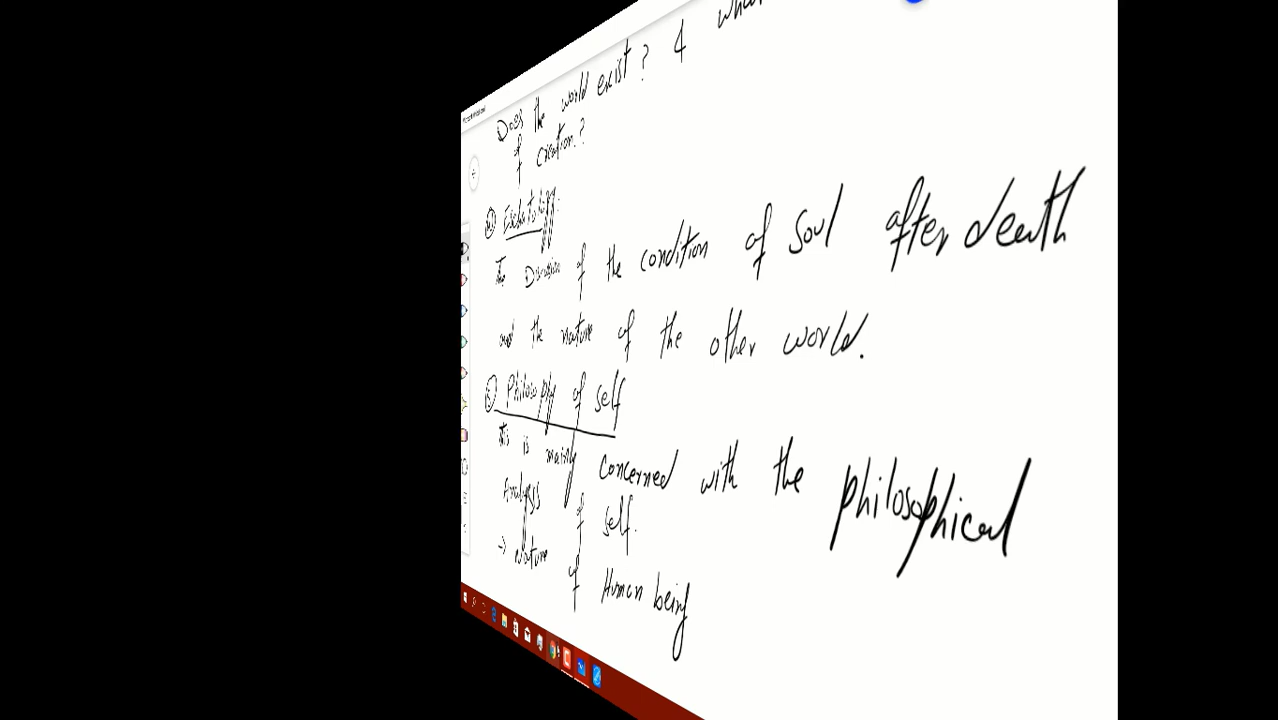 Does the world exist? &
of creation.?
Eschatology:
The Discussion of the condition of soul after death
and the nature of the other world.
Philosophy of self
This is mainly concerned with the philosophical
Analysis of self.
→ Nature of Human being